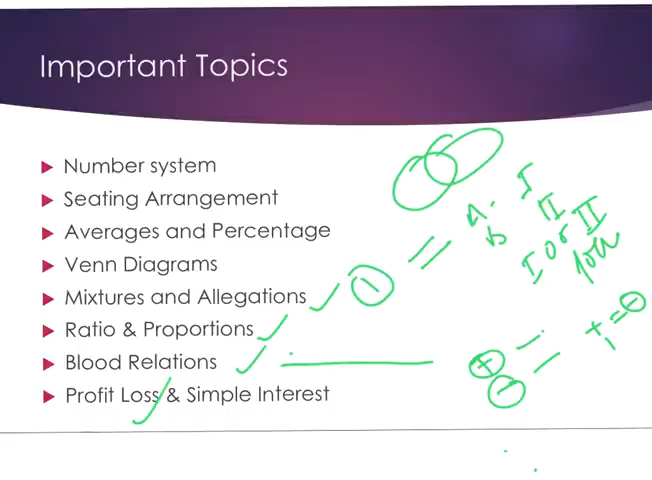 Important Topics
Number system
Seating Arrangement
Averages and Percentage
Venn Diagrams
Mixtures and Allegations
Ratio & Proportions
Blood Relations
Profit Loss & Simple Interest
1 = A. I
b II
I or II
+ =
- -
+, = -